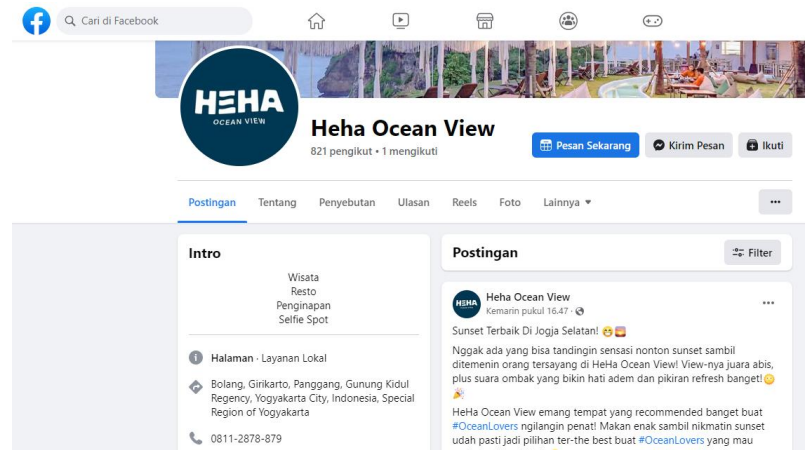 Cari di Facebook
HEHA
OCEAN VIEW
Heha Ocean View
821 pengikut • 1 mengikuti
Pesan Sekarang
Kirim Pesan
Ikuti
Postingan
Tentang
Penyebutan
Ulasan
Reels
Foto
Lainnya
Intro
Wisata
Resto
Penginapan
Selfie Spot
Halaman · Layanan Lokal
Bolang, Girikarto, Panggang, Gunung Kidul
Regency, Yogyakarta City, Indonesia, Special
Region of Yogyakarta
0811-2878-879
Postingan
Filter
HEHA
Heha Ocean View
Kemarin pukul 16.47 ·
Sunset Terbaik Di Jogja Selatan! 😁🌅
Nggak ada yang bisa tandingin sensasi nonton sunset sambil
ditemenin orang tersayang di HeHa Ocean View! View-nya juara abis,
plus suara ombak yang bikin hati adem dan pikiran refresh banget!😊
🎉
HeHa Ocean View emang tempat yang recommended banget buat
#OceanLovers ngilangin penat! Makan enak sambil nikmatin sunset
udah pasti jadi pilihan ter-the best buat #OceanLovers yang mau